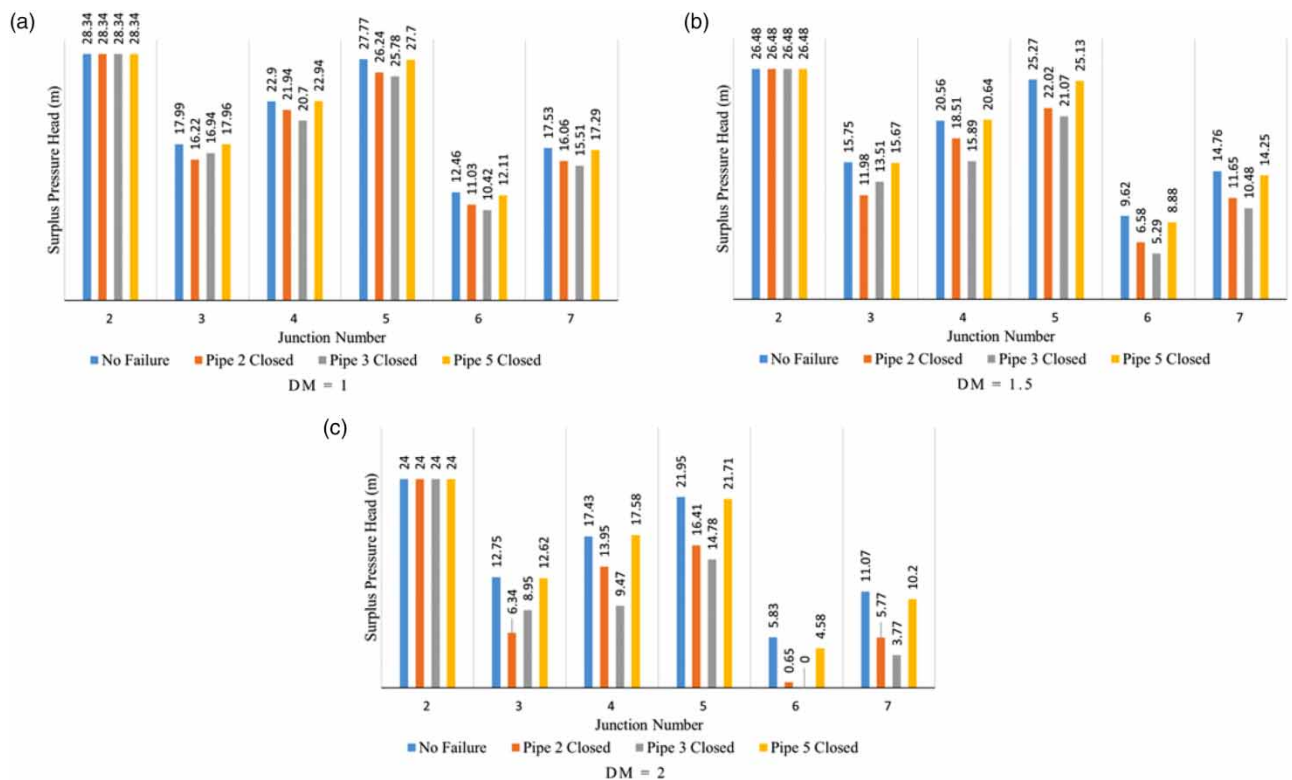 (a)
28.34 28.34 28.34 28.34
17.99 16.22 16.94 17.96
22.9 21.94 20.7 22.94
27.77 26.24 25.78 27.7
12.46 11.03 10.42 12.11
17.53 16.06 15.51 17.29
Surplus Pressure Head (m)
2 3 4 5 6 7
Junction Number
No Failure Pipe 2 Closed Pipe 3 Closed Pipe 5 Closed
DM = 1
(b)
26.48 26.48 26.48 26.48
15.75 11.98 13.51 15.67
20.56 18.51 15.89 20.64
25.27 22.02 21.07 25.13
9.62 6.58 5.29 8.88
14.76 11.65 10.48 14.25
Surplus Pressure Head (m)
2 3 4 5 6 7
Junction Number
No Failure Pipe 2 Closed Pipe 3 Closed Pipe 5 Closed
DM = 1.5
(c)
24 24 24 24
12.75 6.34 8.95 12.62
17.43 13.95 9.47 17.58
21.95 16.41 14.78 21.71
5.83 0.65 0 4.58
11.07 5.77 3.77 10.2
Surplus Pressure Head (m)
2 3 4 5 6 7
Junction Number
No Failure Pipe 2 Closed Pipe 3 Closed Pipe 5 Closed
DM = 2